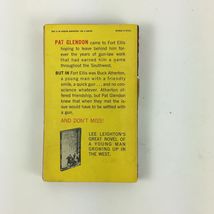 PAT GLENDON came to Fort Ellis
hoping to leave behind him for-
ever the years of gun-law work
that had earned him a name
throughout the Southwest.
BUT IN Fort Ellis was Buck Atherton,
a young man with a friendly
smile, a quick gun . . . and no con-
science whatever. Atherton of-
fered friendship, but Pat Glendon
knew that when they met the is-
sue would have to be settled with
blazing guns.
AND DON'T MISS!
LEE LEIGHTON'S
GREAT NOVEL OF
A YOUNG MAN
GROWING UP IN
THE WEST.